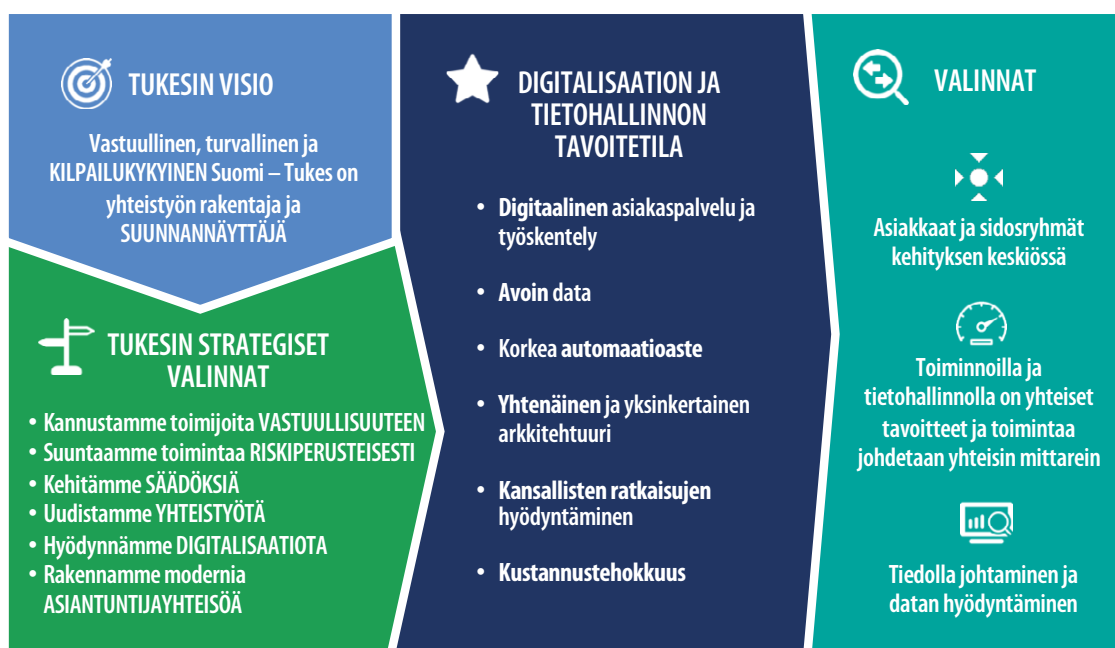 TUKESIN VISIO
Vastuullinen, turvallinen ja
KILPAILUKYKYINEN Suomi – Tukes on
yhteistyön rakentaja ja
SUUNNANNÄYTTÄJÄ
TUKESIN STRATEGISET
VALINNAT
• Kannustamme toimijoita VASTUULLISUUTEEN
• Suuntaamme toimintaa RISKIPERUSTEISESTI
• Kehitämme SÄÄDÖKSIÄ
• Uudistamme YHTEISTYÖTÄ
• Hyödynnämme DIGITALISAATIOTA
• Rakennamme modernia
ASIANTUNTIJAYHTEISÖÄ
DIGITALISAATION JA
TIETOHALLINNON
TAVOITETILA
• Digitaalinen asiakaspalvelu ja
työskentely
• Avoin data
• Korkea automaatioaste
• Yhtenäinen ja yksinkertainen
arkkitehtuuri
• Kansallisten ratkaisujen
hyödyntäminen
• Kustannustehokkuus
VALINNAT
Asiakkaat ja sidosryhmät
kehityksen keskiössä
Toiminnoilla ja
tietohallinnolla on yhteiset
tavoitteet ja toimintaa
johdetaan yhteisin mittarein
Tiedolla johtaminen ja
datan hyödyntäminen